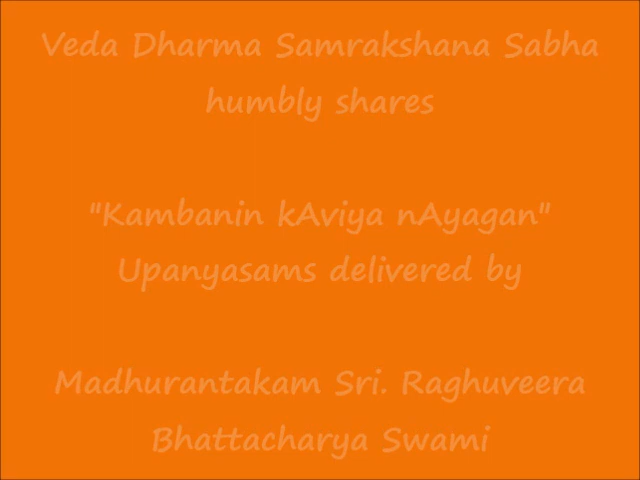 Veda Dharma Samrakshana Sabha
humbly shares
"Kambanin kAviya nAyagan"
Upanyasams delivered by
Madhurantakam Sri. Raghuveera
Bhattacharya Swami